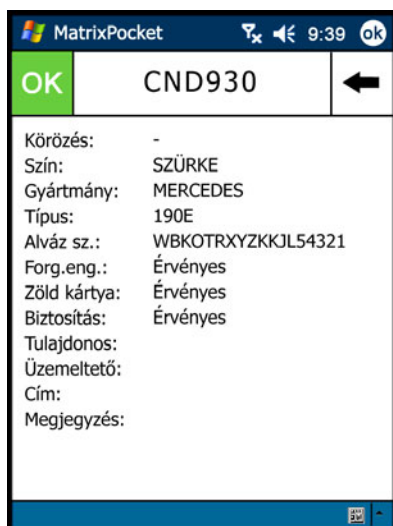 MatrixPocket 9:39 ok
OK CND930
Körözés: -
Szín: SZÜRKE
Gyártmány: MERCEDES
Típus: 190E
Alváz sz.: WBKOTRXYZKKJL54321
Forg.eng.: Érvényes
Zöld kártya: Érvényes
Biztosítás: Érvényes
Tulajdonos:
Üzemeltető:
Cím:
Megjegyzés: